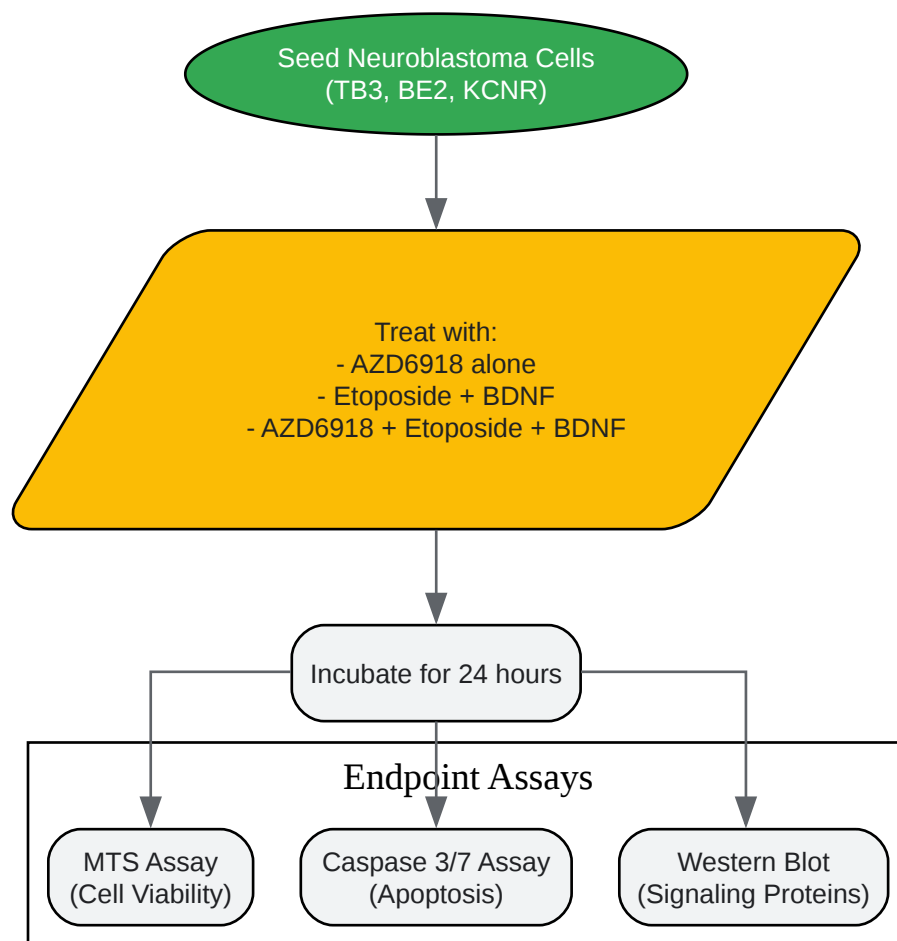 Seed Neuroblastoma Cells
(TB3, BE2, KCNR)
Treat with:
- AZD6918 alone
- Etoposide + BDNF
- AZD6918 + Etoposide + BDNF
Incubate for 24 hours
Endpoint Assays
MTS Assay
(Cell Viability)
Caspase 3/7 Assay
(Apoptosis)
Western Blot
(Signaling Proteins)